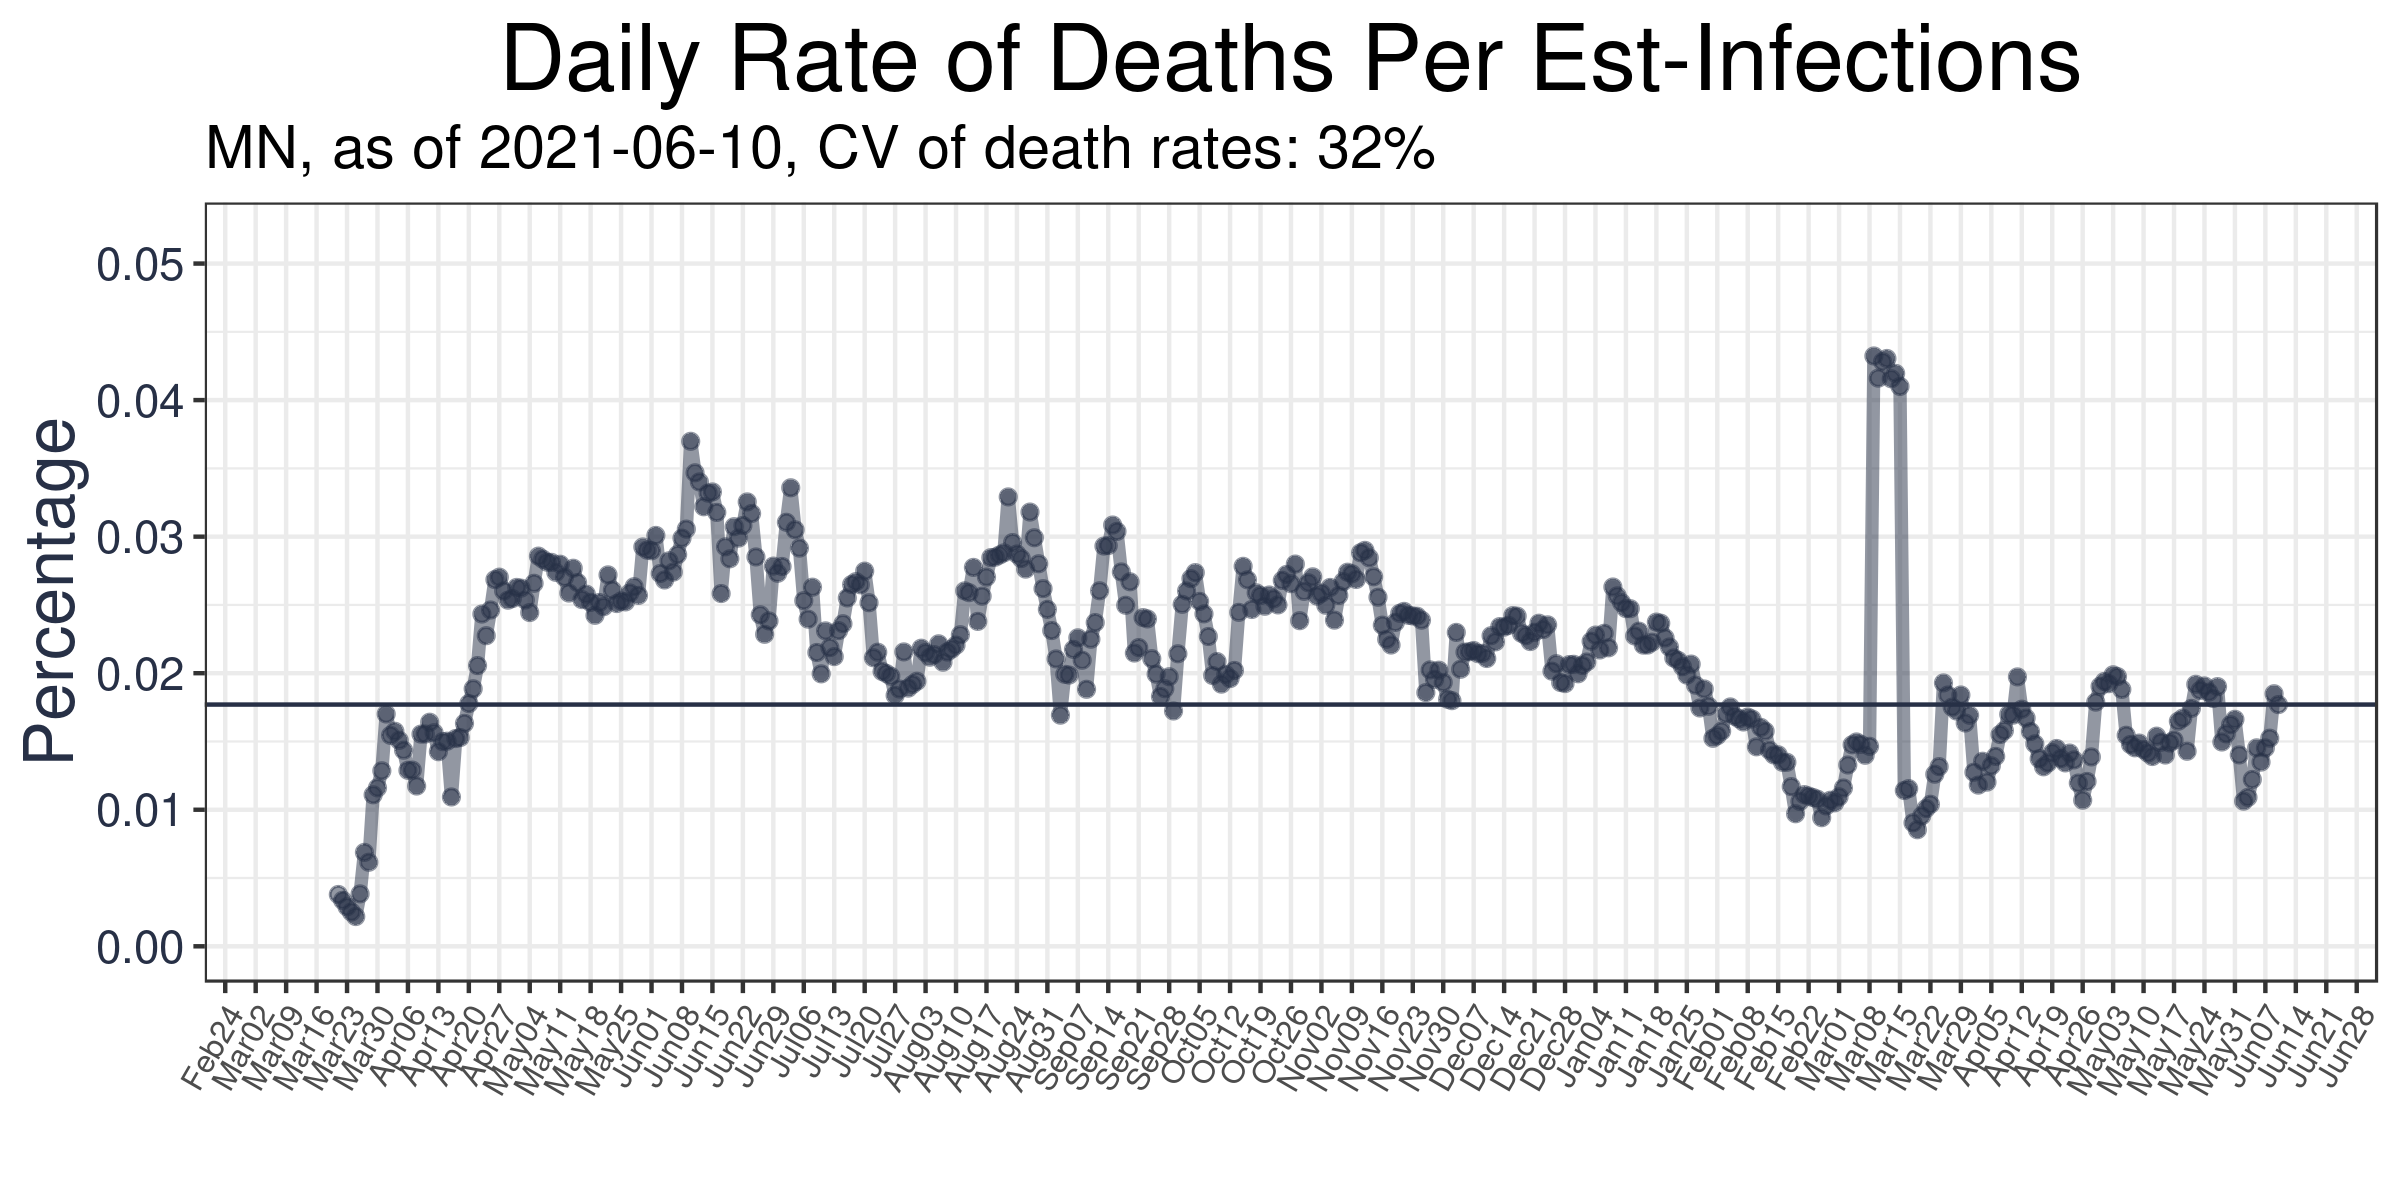 Daily Rate of Deaths Per Est-Infections
MN, as of 2021-06-10, CV of death rates: 32%
Percentage
0.05
0.04
0.03
0.02
0.01
0.00
Feb24
Mar02
Mar09
Mar16
Mar23
Mar30
Apr06
Apr13
Apr20
Apr27
May04
May11
May18
May25
Jun01
Jun08
Jun15
Jun22
Jun29
Jul06
Jul13
Jul20
Jul27
Aug03
Aug10
Aug17
Aug24
Aug31
Sep07
Sep14
Sep21
Sep28
Oct05
Oct12
Oct19
Oct26
Nov02
Nov09
Nov16
Nov23
Nov30
Dec07
Dec14
Dec21
Dec28
Jan04
Jan11
Jan18
Jan25
Feb01
Feb08
Feb15
Feb22
Mar01
Mar08
Mar15
Mar22
Mar29
Apr05
Apr12
Apr19
Apr26
May03
May10
May17
May24
May31
Jun07
Jun14
Jun21
Jun28